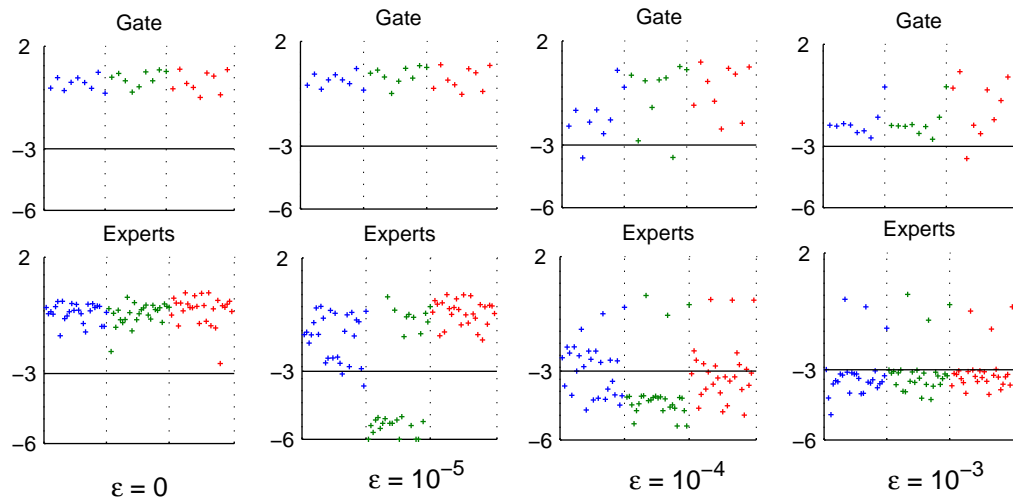 Gate
2
−3
−6
Experts
2
−3
−6
ε = 0
Gate
2
−3
−6
Experts
2
−3
−6
ε = 10⁻⁵
Gate
2
−3
−6
Experts
2
−3
−6
ε = 10⁻⁴
Gate
2
−3
−6
Experts
2
−3
−6
ε = 10⁻³